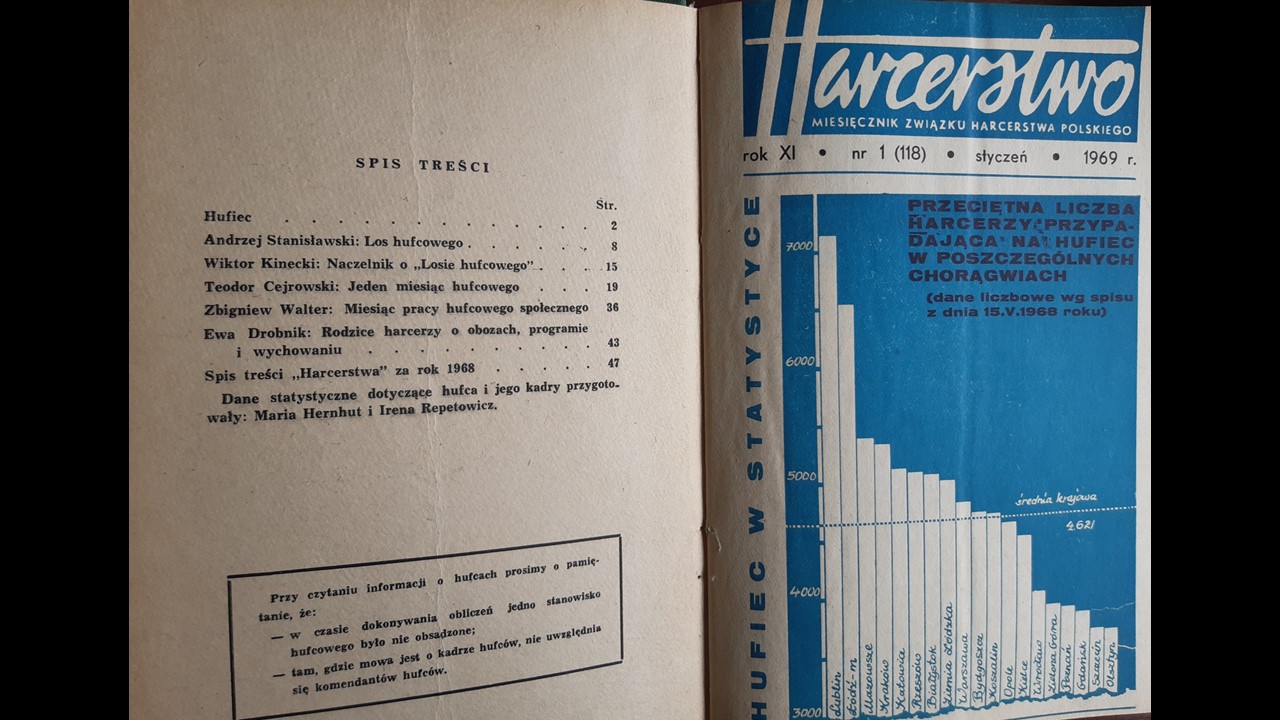 SPIS TREŚCI
Str.
Hufiec . . . . . . . . . . 2
Andrzej Stanisławski: Los hufcowego . . . . . 8
Wiktor Kinecki: Naczelnik o „Losie hufcowego” . . . 15
Teodor Cejrowski: Jeden miesiąc hufcowego . . . 19
Zbigniew Walter: Miesiąc pracy hufcowego społecznego 36
Ewa Drobnik: Rodzice harcerzy o obozach, programie
i wychowaniu . . . . . . . . . 43
Spis treści „Harcerstwa” za rok 1968 . . . . . 47
Dane statystyczne dotyczące hufca i jego kadry przygoto-
wały: Maria Hernhut i Irena Repetowicz.
Przy czytaniu informacji o hufcach prosimy o pamię-
tanie, że:
— w czasie dokonywania obliczeń jedno stanowisko
hufcowego było nie obsadzone;
— tam, gdzie mowa jest o kadrze hufców, nie uwzględnia
się komendantów hufców.
Harcerstwo
MIESIĘCZNIK ZWIĄZKU HARCERSTWA POLSKIEGO
rok XI • nr 1 (118) • styczeń • 1969 r.
HUFIEC W STATYSTYCE
PRZECIĘTNA LICZBA
HARCERZY PRZYPA-
DAJĄCA NA HUFIEC
W POSZCZEGÓLNYCH
CHORĄGWIACH
(dane liczbowe wg spisu
z dnia 15.V.1968 roku)
7000
6000
5000
4000
3000
średnia krajowa
4621
Lublin
Łódź-m
Mazowsze
Kraków
Katowice
Rzeszów
Białystok
Ziemia Łódzka
Warszawa
Bydgoszcz
Koszalin
Opole
Kielce
Wrocław
Zielona Góra
Poznań
Gdańsk
Szczecin
Olsztyn